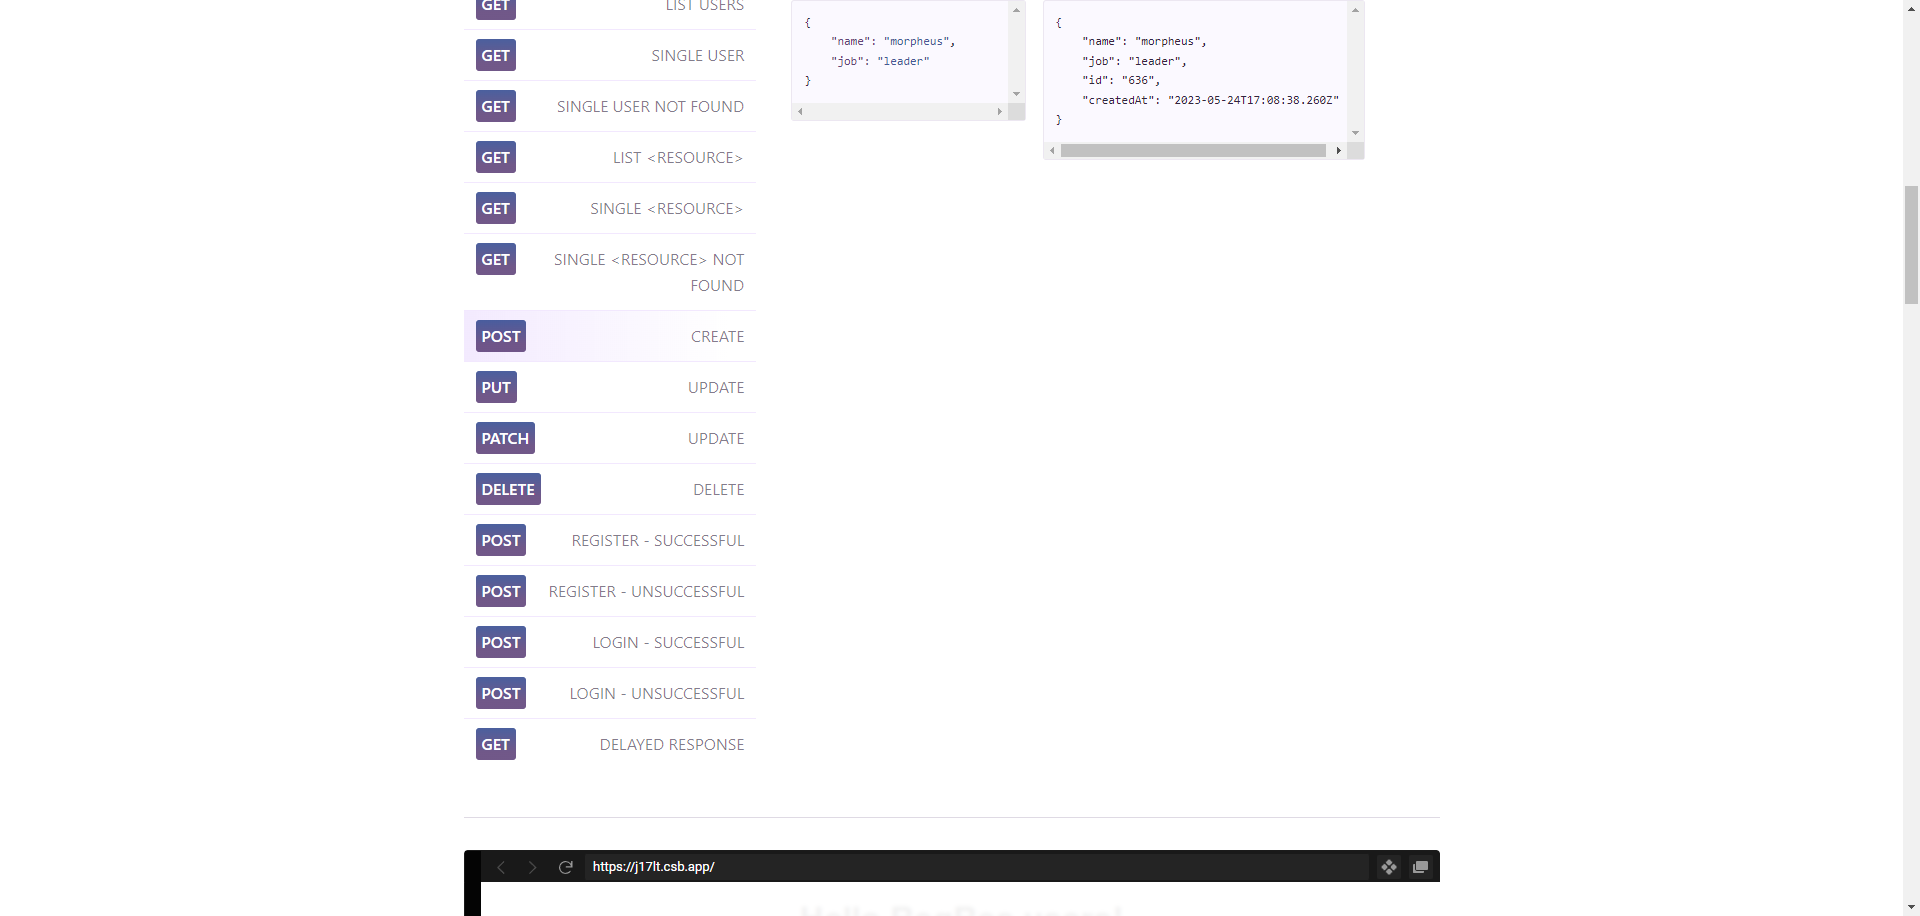 GET LIST USERS
GET SINGLE USER
GET SINGLE USER NOT FOUND
GET LIST <RESOURCE>
GET SINGLE <RESOURCE>
GET SINGLE <RESOURCE> NOT
FOUND
POST CREATE
PUT UPDATE
PATCH UPDATE
DELETE DELETE
POST REGISTER - SUCCESSFUL
POST REGISTER - UNSUCCESSFUL
POST LOGIN - SUCCESSFUL
POST LOGIN - UNSUCCESSFUL
GET DELAYED RESPONSE
{
"name": "morpheus",
"job": "leader"
}
{
"name": "morpheus",
"job": "leader",
"id": "636",
"createdAt": "2023-05-24T17:08:38.260Z"
}
https://j17lt.csb.app/
Hello ReqRes users!